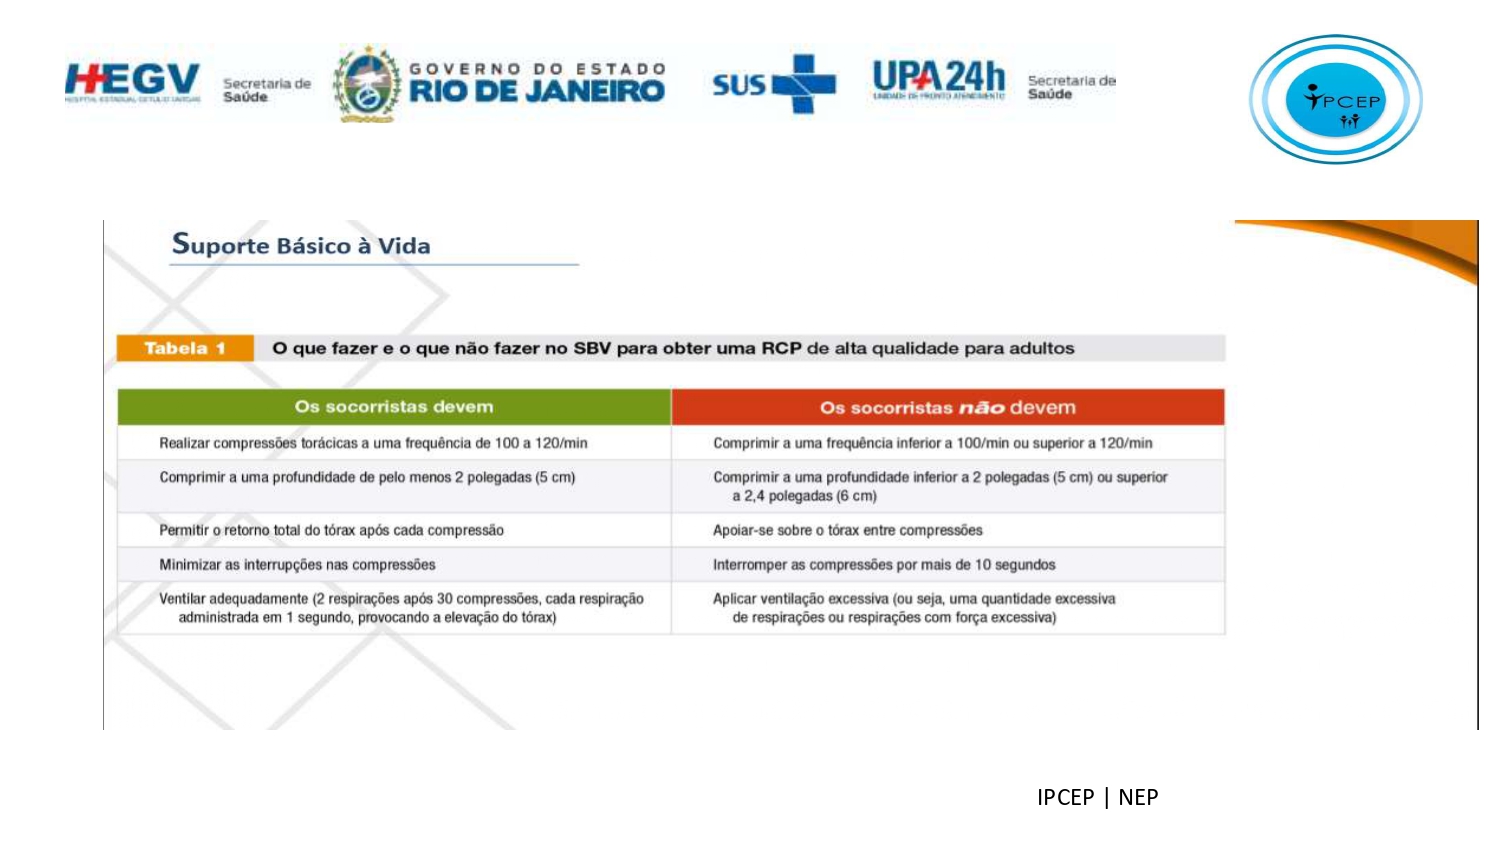 HEGV
HOSPITAL ESTADUAL GETULIO VARGAS
Secretaria de
Saúde
GOVERNO DO ESTADO
RIO DE JANEIRO
SUS
UPA24h
UNIDADE DE PRONTO ATENDIMENTO
Secretaria de
Saúde
IPCEP
Suporte Básico à Vida
Tabela 1 O que fazer e o que não fazer no SBV para obter uma RCP de alta qualidade para adultos
Os socorristas devem
Os socorristas não devem
Realizar compressões torácicas a uma frequência de 100 a 120/min
Comprimir a uma frequência inferior a 100/min ou superior a 120/min
Comprimir a uma profundidade de pelo menos 2 polegadas (5 cm)
Comprimir a uma profundidade inferior a 2 polegadas (5 cm) ou superior
a 2,4 polegadas (6 cm)
Permitir o retorno total do tórax após cada compressão
Apoiar-se sobre o tórax entre compressões
Minimizar as interrupções nas compressões
Interromper as compressões por mais de 10 segundos
Ventilar adequadamente (2 respirações após 30 compressões, cada respiração
administrada em 1 segundo, provocando a elevação do tórax)
Aplicar ventilação excessiva (ou seja, uma quantidade excessiva
de respirações ou respirações com força excessiva)
IPCEP | NEP